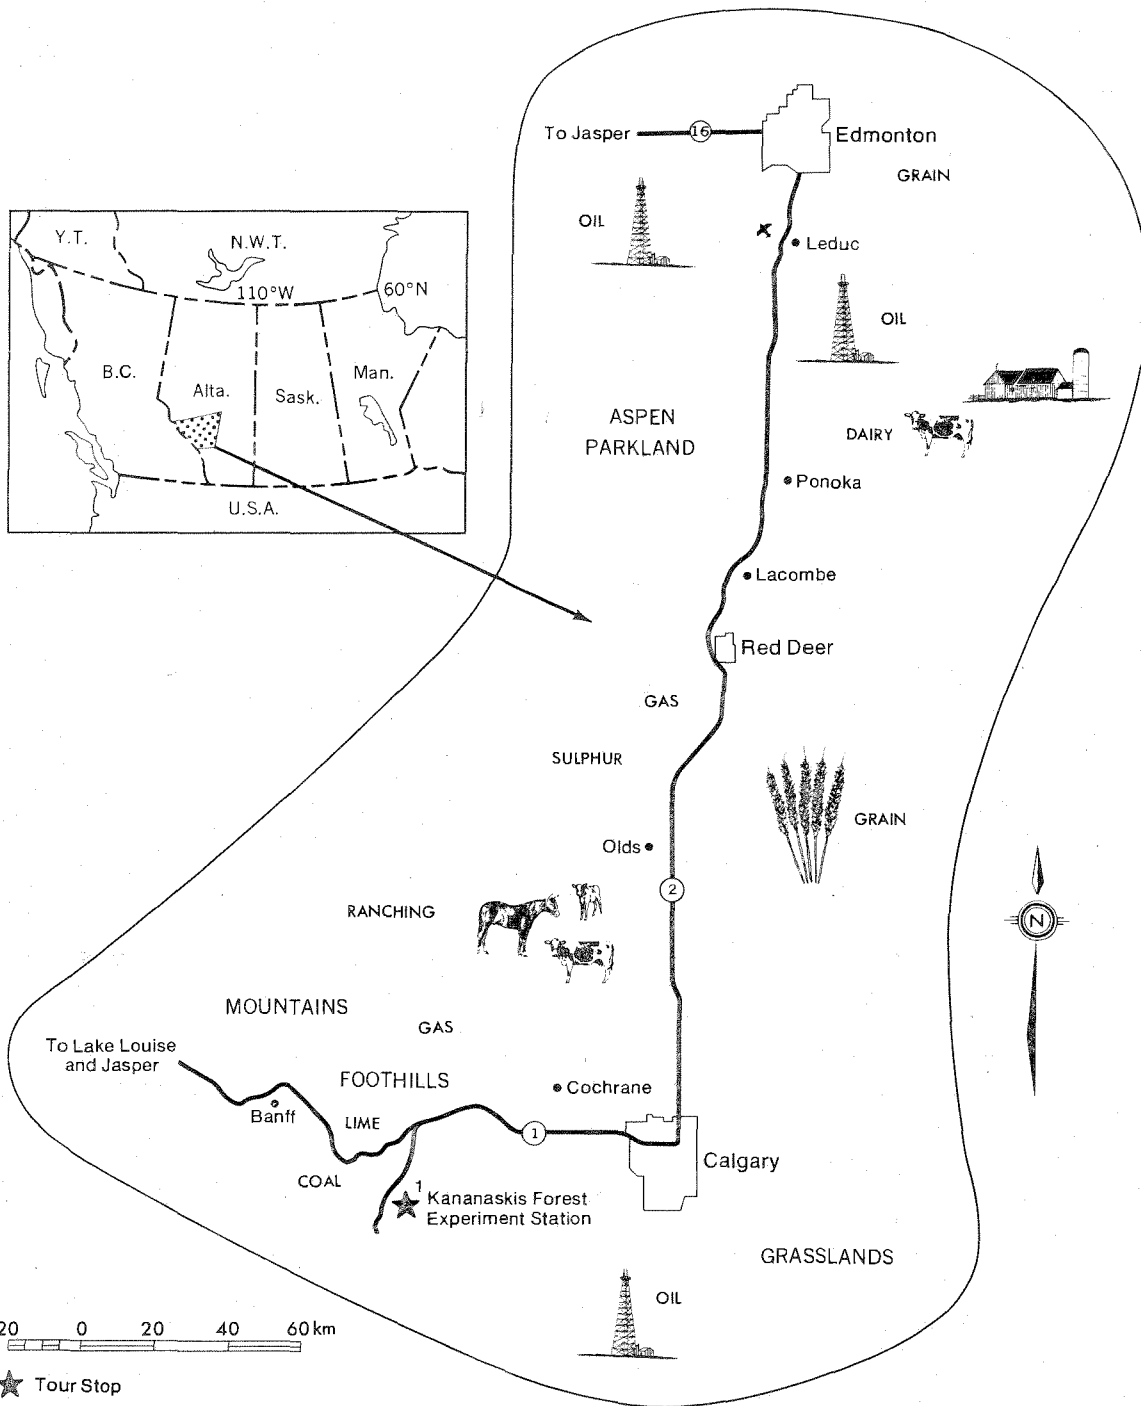 To Jasper
16
Edmonton
GRAIN
OIL
Leduc
OIL
Y.T.
N.W.T.
110°W
60°N
B.C.
Alta.
Sask.
Man.
U.S.A.
ASPEN
PARKLAND
DAIRY
Ponoka
Lacombe
Red Deer
GAS
SULPHUR
GRAIN
Olds
2
RANCHING
N
MOUNTAINS
GAS
To Lake Louise
and Jasper
FOOTHILLS
Cochrane
Banff
LIME
1
Calgary
COAL
1
Kananaskis Forest
Experiment Station
GRASSLANDS
OIL
20 0 20 40 60 km
Tour Stop